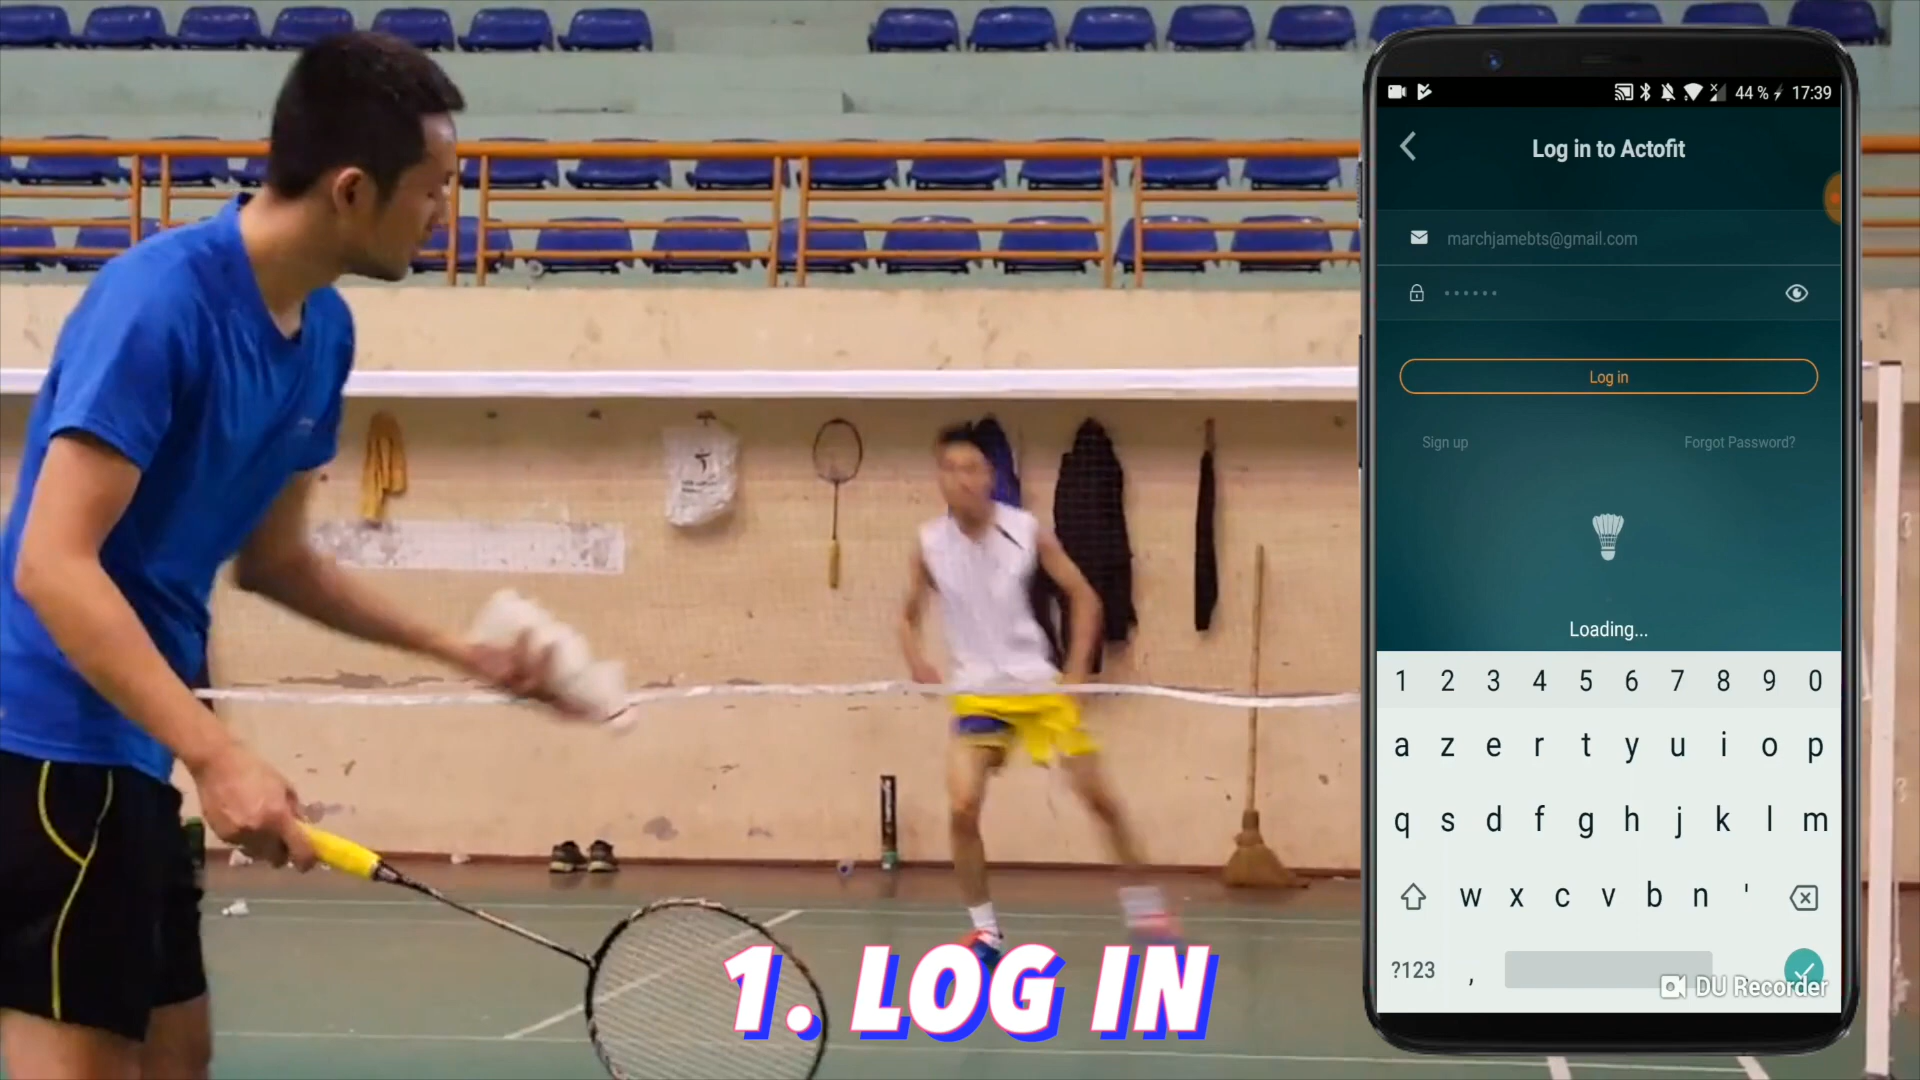 44 % 17:39
Log in to Actofit
marchjamebts@gmail.com
Log in
Sign up Forgot Password?
Loading...
1 2 3 4 5 6 7 8 9 0
a z e r t y u i o p
q s d f g h j k l m
w x c v b n '
?123 ,
DU Recorder
1. LOG IN